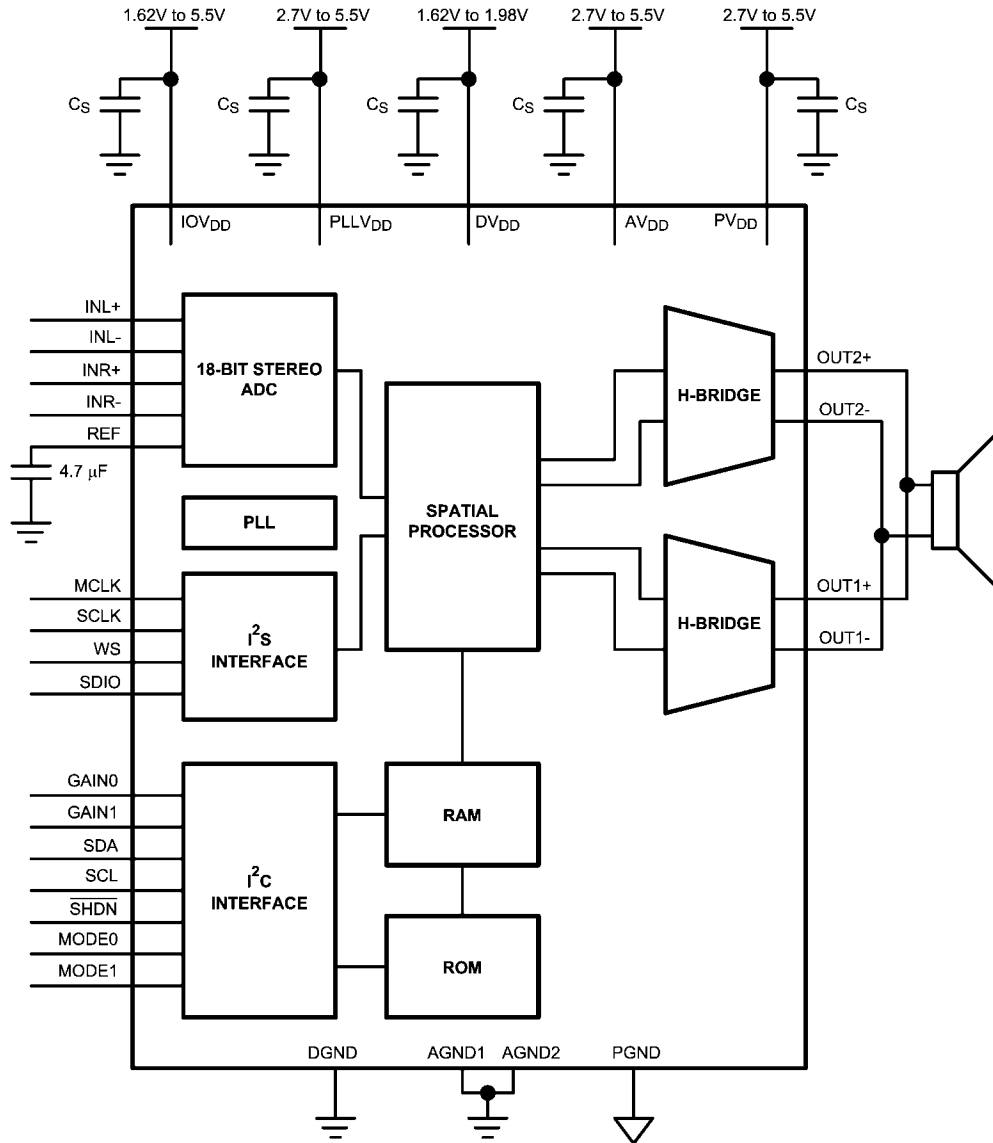 1.62V to 5.5V
2.7V to 5.5V
1.62V to 1.98V
2.7V to 5.5V
2.7V to 5.5V
CS
CS
CS
CS
CS
IOVDD
PLLVDD
DVDD
AVDD
PVDD
INL+
INL-
INR+
INR-
REF
4.7 µF
18-BIT STEREO
ADC
PLL
MCLK
SCLK
WS
SDIO
I²S
INTERFACE
SPATIAL
PROCESSOR
H-BRIDGE
OUT2+
OUT2-
H-BRIDGE
OUT1+
OUT1-
GAIN0
GAIN1
SDA
SCL
SHDN
MODE0
MODE1
I²C
INTERFACE
RAM
ROM
DGND
AGND1
AGND2
PGND